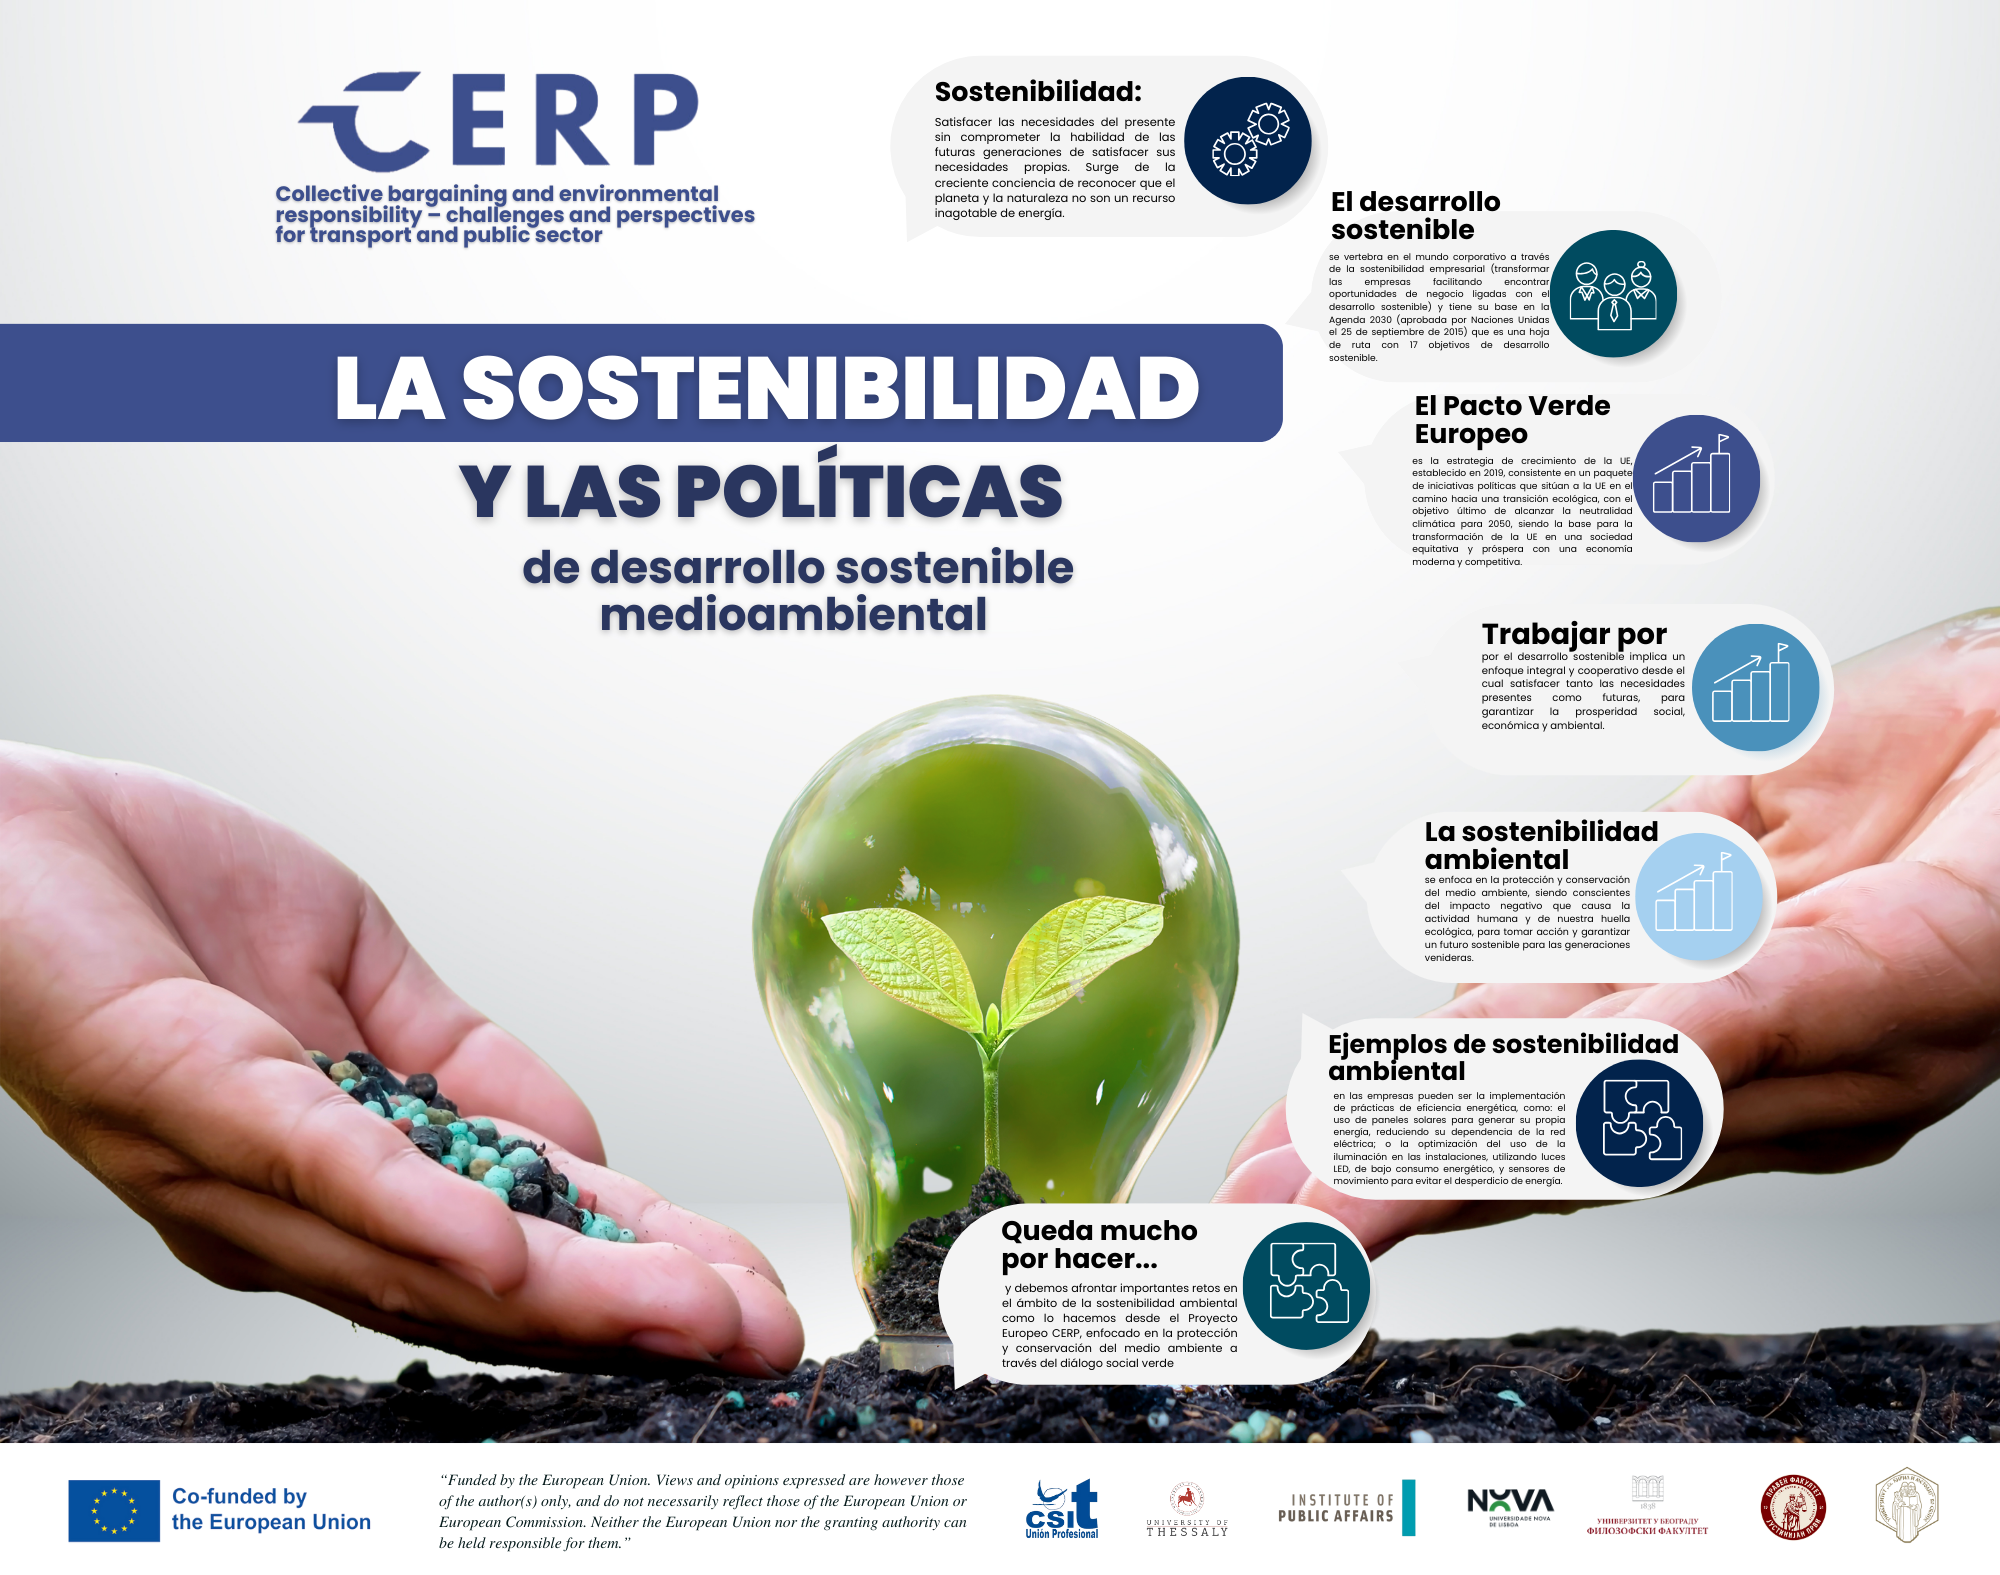 CERP
Collective bargaining and environmental
responsibility – challenges and perspectives
for transport and public sector
LA SOSTENIBILIDAD
Y LAS POLÍTICAS
de desarrollo sostenible
medioambiental
Sostenibilidad:
Satisfacer las necesidades del presente
sin comprometer la habilidad de las
futuras generaciones de satisfacer sus
necesidades propias. Surge de la
creciente conciencia de reconocer que el
planeta y la naturaleza no son un recurso
inagotable de energía.
El desarrollo
sostenible
se vertebra en el mundo corporativo a través
de la sostenibilidad empresarial (transformar
las empresas facilitando encontrar
oportunidades de negocio ligadas con el
desarrollo sostenible) y tiene su base en la
Agenda 2030 (aprobada por Naciones Unidas
el 25 de septiembre de 2015) que es una hoja
de ruta con 17 objetivos de desarrollo
sostenible.
El Pacto Verde
Europeo
es la estrategia de crecimiento de la UE,
establecido en 2019, consistente en un paquete
de iniciativas políticas que sitúan a la UE en el
camino hacia una transición ecológica, con el
objetivo último de alcanzar la neutralidad
climática para 2050, siendo la base para la
transformación de la UE en una sociedad
equitativa y próspera con una economía
moderna y competitiva.
Trabajar por
por el desarrollo sostenible implica un
enfoque integral y cooperativo desde el
cual satisfacer tanto las necesidades
presentes como futuras, para
garantizar la prosperidad social,
económica y ambiental.
La sostenibilidad
ambiental
se enfoca en la protección y conservación
del medio ambiente, siendo conscientes
del impacto negativo que causa la
actividad humana y de nuestra huella
ecológica, para tomar acción y garantizar
un futuro sostenible para las generaciones
venideras.
Ejemplos de sostenibilidad
ambiental
en las empresas pueden ser la implementación
de prácticas de eficiencia energética, como: el
uso de paneles solares para generar su propia
energía, reduciendo su dependencia de la red
eléctrica; o la optimización del uso de la
iluminación en las instalaciones, utilizando luces
LED, de bajo consumo energético, y sensores de
movimiento para evitar el desperdicio de energía.
Queda mucho
por hacer...
y debemos afrontar importantes retos en
el ámbito de la sostenibilidad ambiental
como lo hacemos desde el Proyecto
Europeo CERP, enfocado en la protección
y conservación del medio ambiente a
través del diálogo social verde
Co-funded by
the European Union
“Funded by the European Union. Views and opinions expressed are however those
of the author(s) only, and do not necessarily reflect those of the European Union or
European Commission. Neither the European Union nor the granting authority can
be held responsible for them.”
csit
Unión Profesional
UNIVERSITY OF
THESSALY
INSTITUTE OF
PUBLIC AFFAIRS
NOVA
UNIVERSIDADE NOVA
DE LISBOA
1838
УНИВЕРЗИТЕТ У БЕОГРАДУ
ФИЛОЗОФСКИ ФАКУЛТЕТ
ПРАВЕН ФАКУЛТЕТ
ЈУСТИНИЈАН ПРВИ